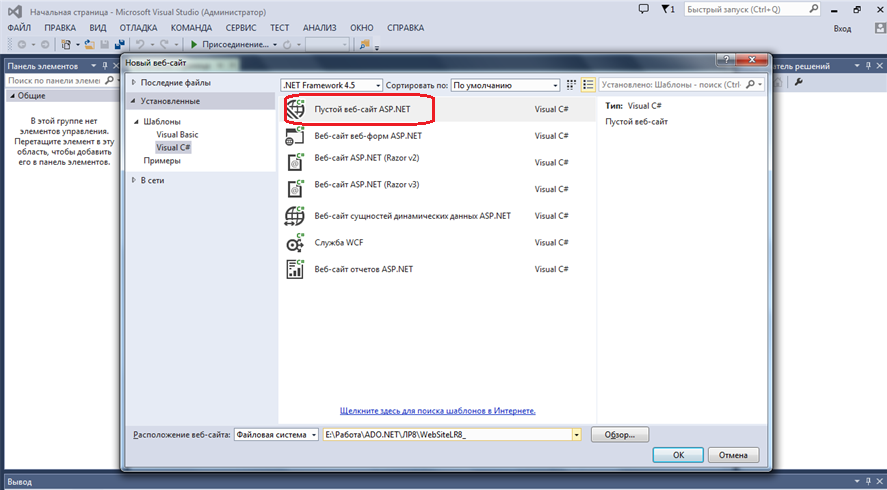 Начальная страница - Microsoft Visual Studio (Администратор)
1
Быстрый запуск (Ctrl+Q)
ФАЙЛ ПРАВКА ВИД ОТЛАДКА КОМАНДА СЕРВИС ТЕСТ АНАЛИЗ ОКНО СПРАВКА
Вход
Присоединение...
Панель элементов
Поиск по панели элемен
Общие
В этой группе нет
элементов управления.
Перетащите элемент в эту
область, чтобы добавить
его в панель элементов.
Новый веб-сайт
Последние файлы
Установленные
Шаблоны
Visual Basic
Visual C#
Примеры
В сети
.NET Framework 4.5
Сортировать по:
По умолчанию
Пустой веб-сайт ASP.NET Visual C#
Веб-сайт веб-форм ASP.NET Visual C#
Веб-сайт ASP.NET (Razor v2) Visual C#
Веб-сайт ASP.NET (Razor v3) Visual C#
Веб-сайт сущностей динамических данных ASP.NET Visual C#
Служба WCF Visual C#
Веб-сайт отчетов ASP.NET Visual C#
Щелкните здесь для поиска шаблонов в Интернете.
Установлено: Шаблоны - поиск (Ctrl
Тип: Visual C#
Пустой веб-сайт
Расположение веб-сайта:
Файловая система
E:\Работа\ADO.NET\ЛР8\WebSiteLR8_
Обзор...
ОК
Отмена
атель решений
Вывод